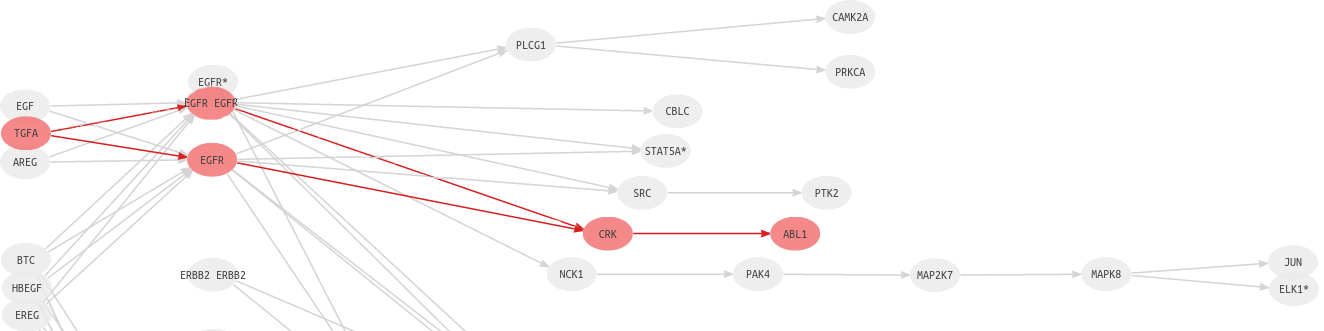 CAMK2A
PLCG1
PRKCA
EGFR*
EGFR EGFR
EGF
CBLC
TGFA
STAT5A*
AREG
EGFR
SRC
PTK2
CRK
ABL1
BTC
ERBB2 ERBB2
NCK1
PAK4
MAP2K7
MAPK8
JUN
HBEGF
ELK1*
EREG